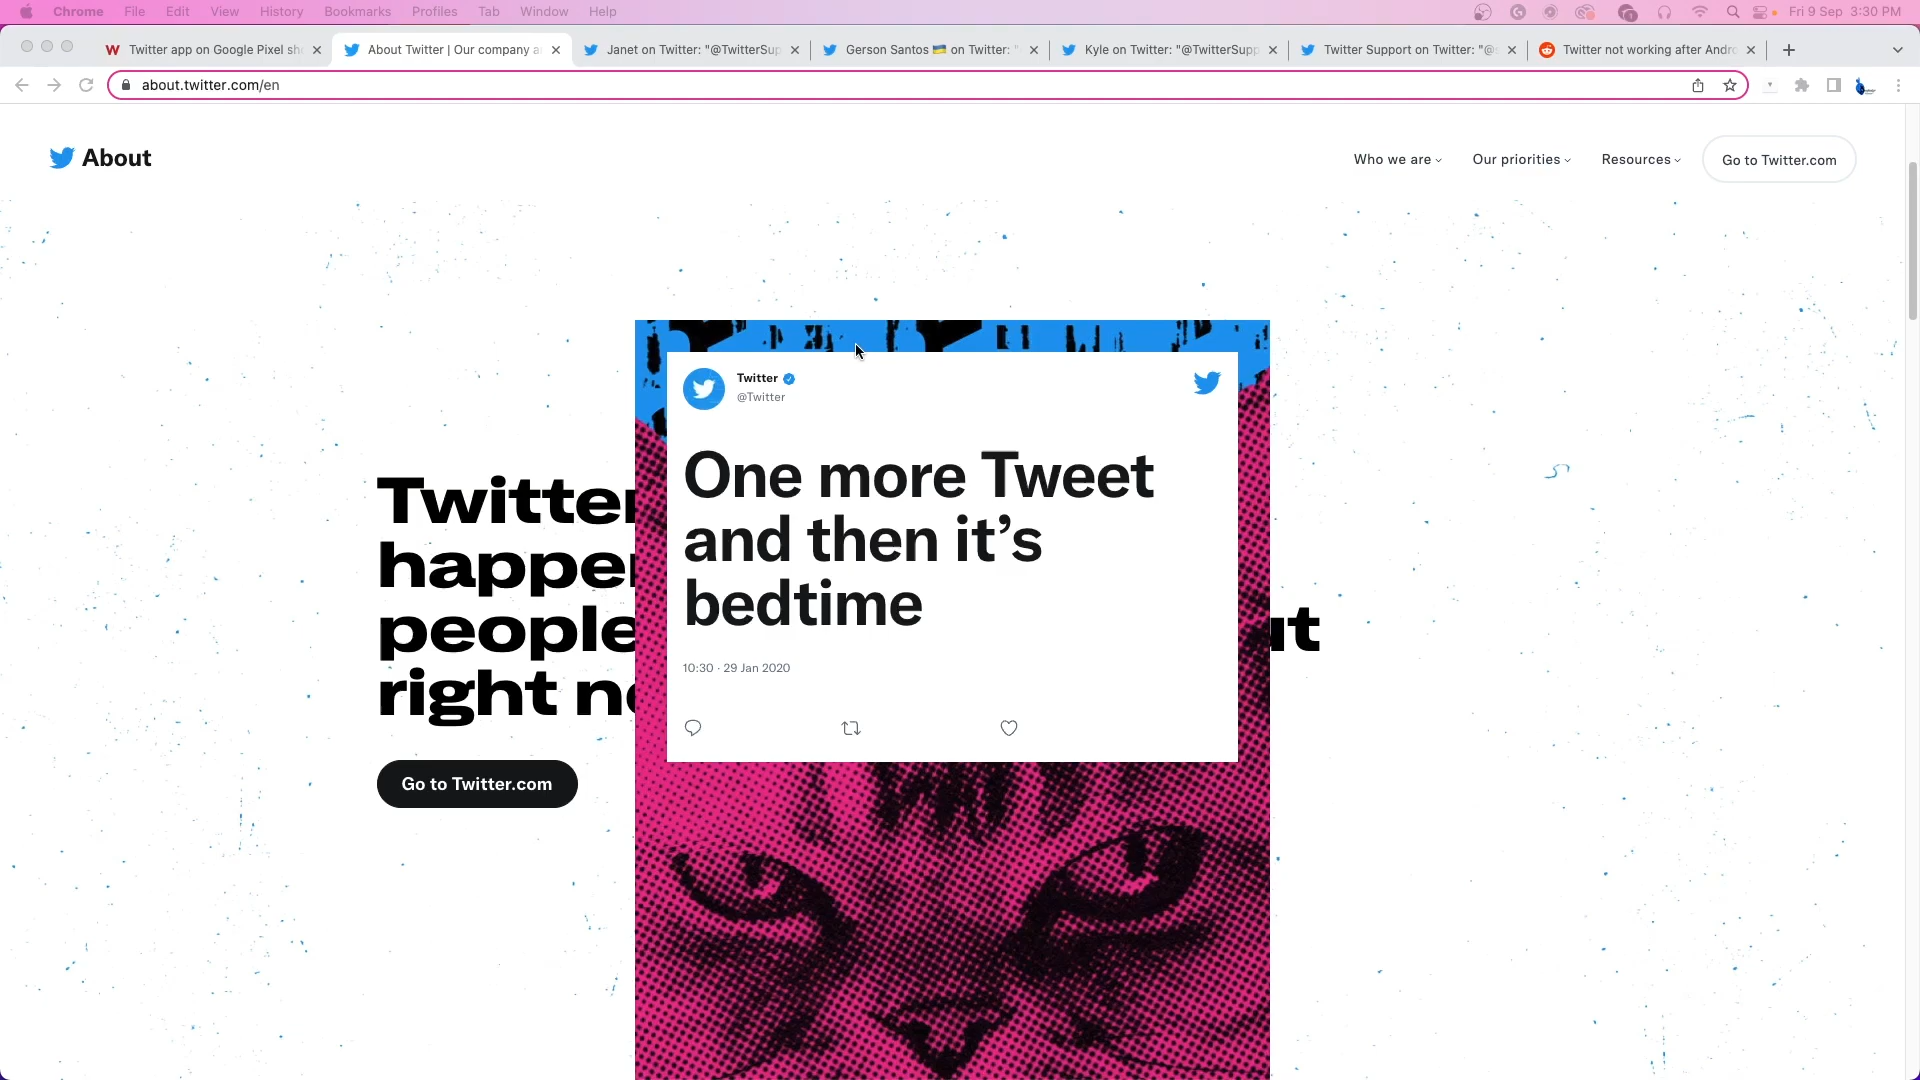 Chrome File Edit View History Bookmarks Profiles Tab Window Help Fri 9 Sep 3:30 PM
Twitter app on Google Pixel sh
About Twitter | Our company a
Janet on Twitter: "@TwitterSup
Gerson Santos 🇺🇦 on Twitter: "
Kyle on Twitter: "@TwitterSupp
Twitter Support on Twitter: "@
Twitter not working after Andr
about.twitter.com/en
About
Who we are Our priorities Resources Go to Twitter.com
Twitter
@Twitter
One more Tweet
and then it's
bedtime
10:30 · 29 Jan 2020
Twitter
happe
people ut
right n
Go to Twitter.com